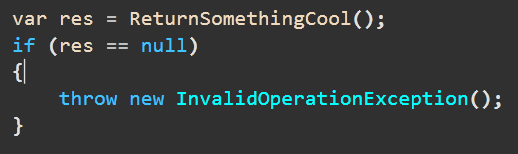 var res = ReturnSomethingCool();
if (res == null)
{
    throw new InvalidOperationException();
}